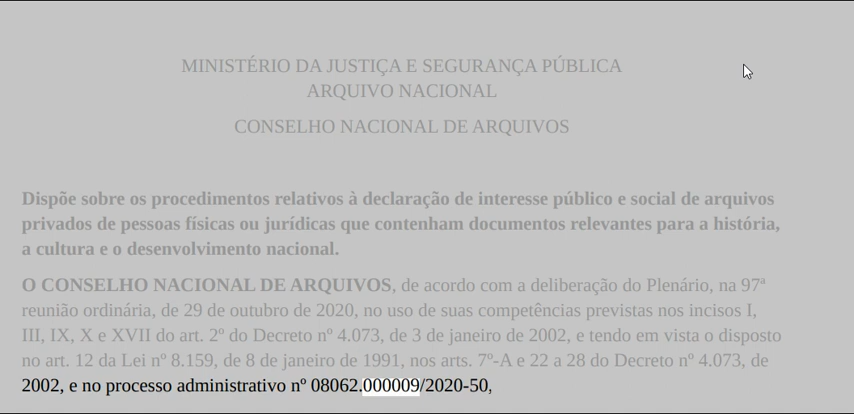 MINISTÉRIO DA JUSTIÇA E SEGURANÇA PÚBLICA
ARQUIVO NACIONAL
CONSELHO NACIONAL DE ARQUIVOS
Dispõe sobre os procedimentos relativos à declaração de interesse público e social de arquivos
privados de pessoas físicas ou jurídicas que contenham documentos relevantes para a história,
a cultura e o desenvolvimento nacional.
O CONSELHO NACIONAL DE ARQUIVOS, de acordo com a deliberação do Plenário, na 97ª
reunião ordinária, de 29 de outubro de 2020, no uso de suas competências previstas nos incisos I,
III, IX, X e XVII do art. 2º do Decreto nº 4.073, de 3 de janeiro de 2002, e tendo em vista o disposto
no art. 12 da Lei nº 8.159, de 8 de janeiro de 1991, nos arts. 7º-A e 22 a 28 do Decreto nº 4.073, de
2002, e no processo administrativo nº 08062.000009/2020-50,